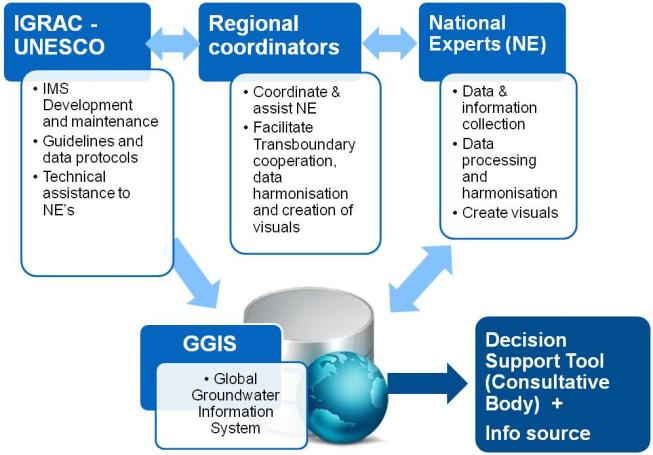 IGRAC -
UNESCO
• IMS
Development
and maintenance
• Guidelines and
data protocols
• Technical
assistance to
NE's
Regional
coordinators
• Coordinate &
assist NE
• Facilitate
Transboundary
cooperation,
data
harmonisation
and creation of
visuals
National
Experts (NE)
• Data &
information
collection
• Data
processing
and
harmonisation
• Create visuals
GGIS
• Global
Groundwater
Information
System
Decision
Support Tool
(Consultative
Body) +
Info source